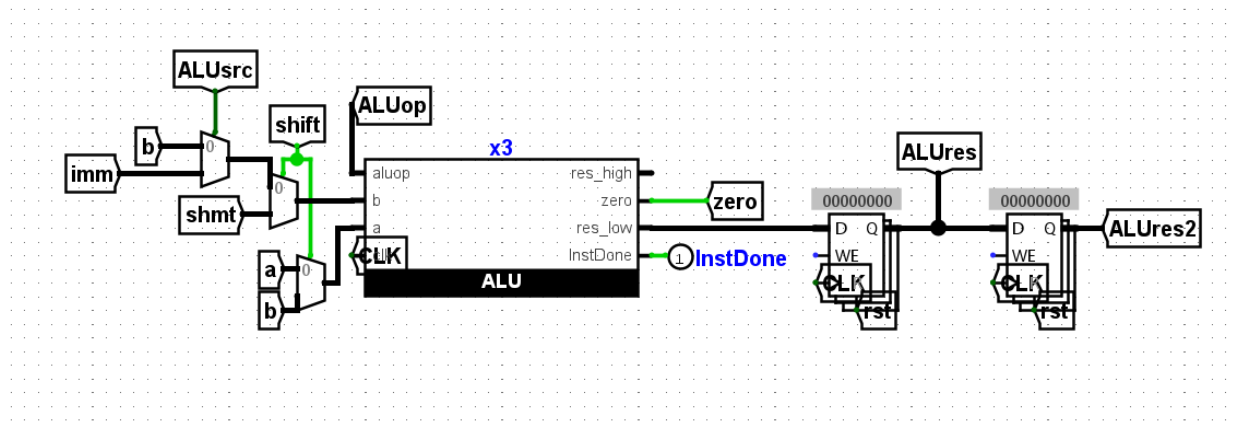 ALUsrc
b
0
imm
shift
0
shmt
a
0
b
ALUop
x3
aluop
b
a
CLK
res_high
zero
res_low
InstDone
ALU
zero
1
InstDone
00000000
D Q
WE
CLK
rst
ALUres
00000000
D Q
WE
CLK
rst
ALUres2